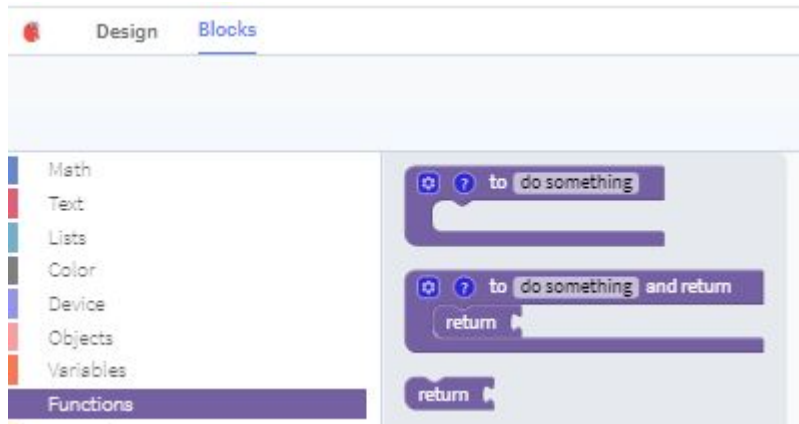 Design Blocks
Math
Text
Lists
Color
Device
Objects
Variables
Functions
? to do something
? to do something and return
return
return